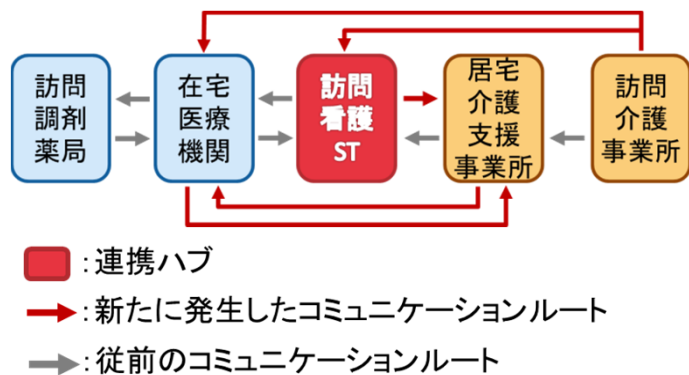 訪問
調剤
薬局
在宅
医療
機関
訪問
看護
ST
居宅
介護
支援
事業所
訪問
介護
事業所
:連携ハブ
:新たに発生したコミュニケーションルート
:従前のコミュニケーションルート